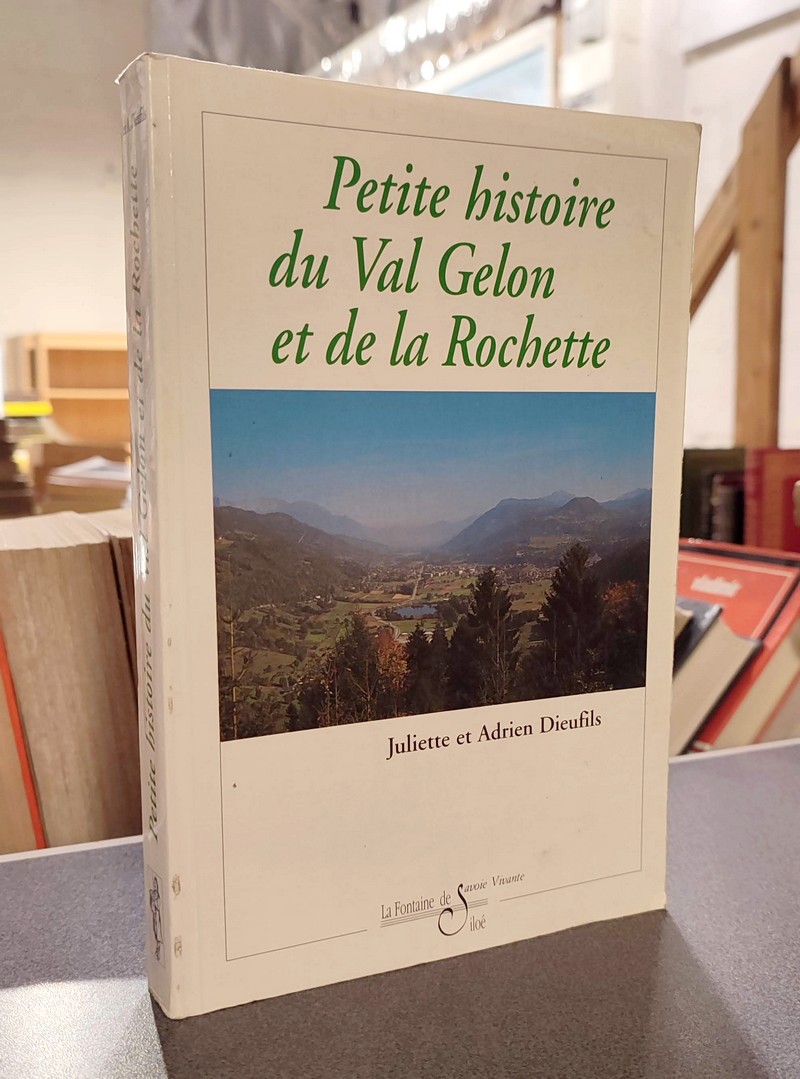 Petite histoire
du Val Gelon
et de la Rochette
Juliette et Adrien Dieufils
La Fontaine de Siloé
Savoie Vivante
Petite histoire du Val Gelon et de la Rochette